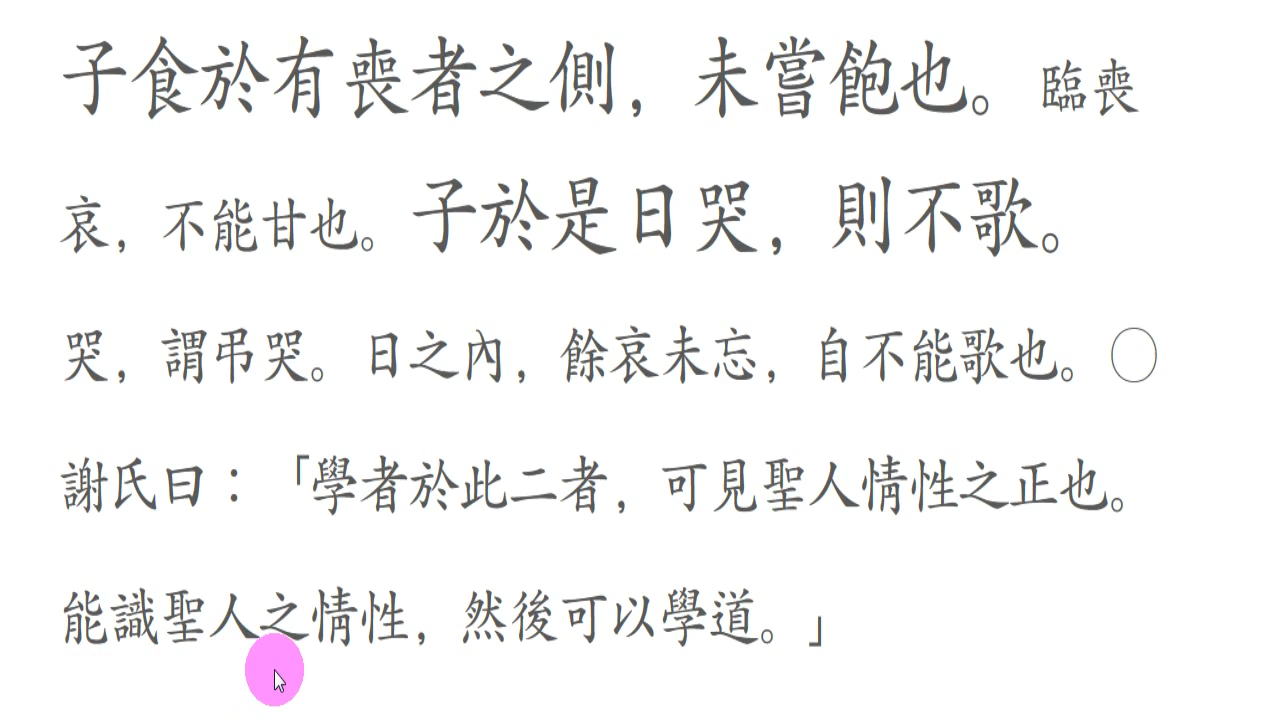 子食於有喪者之側，未嘗飽也。臨喪
哀，不能甘也。子於是日哭，則不歌。
哭，謂弔哭。日之內，餘哀未忘，自不能歌也。○
謝氏曰：「學者於此二者，可見聖人情性之正也。
能識聖人之情性，然後可以學道。」